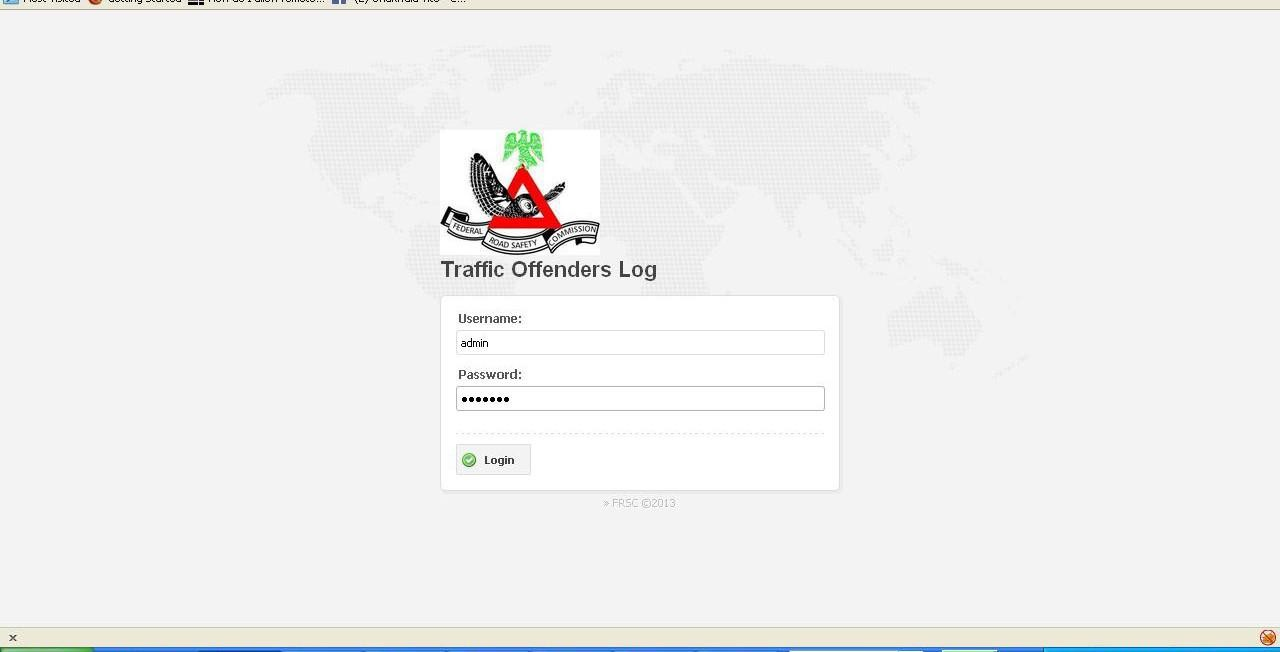 FEDERAL ROAD SAFETY COMMISSION
Traffic Offenders Log
Username:
admin
Password:
•••••••
Login
» FRSC ©2013